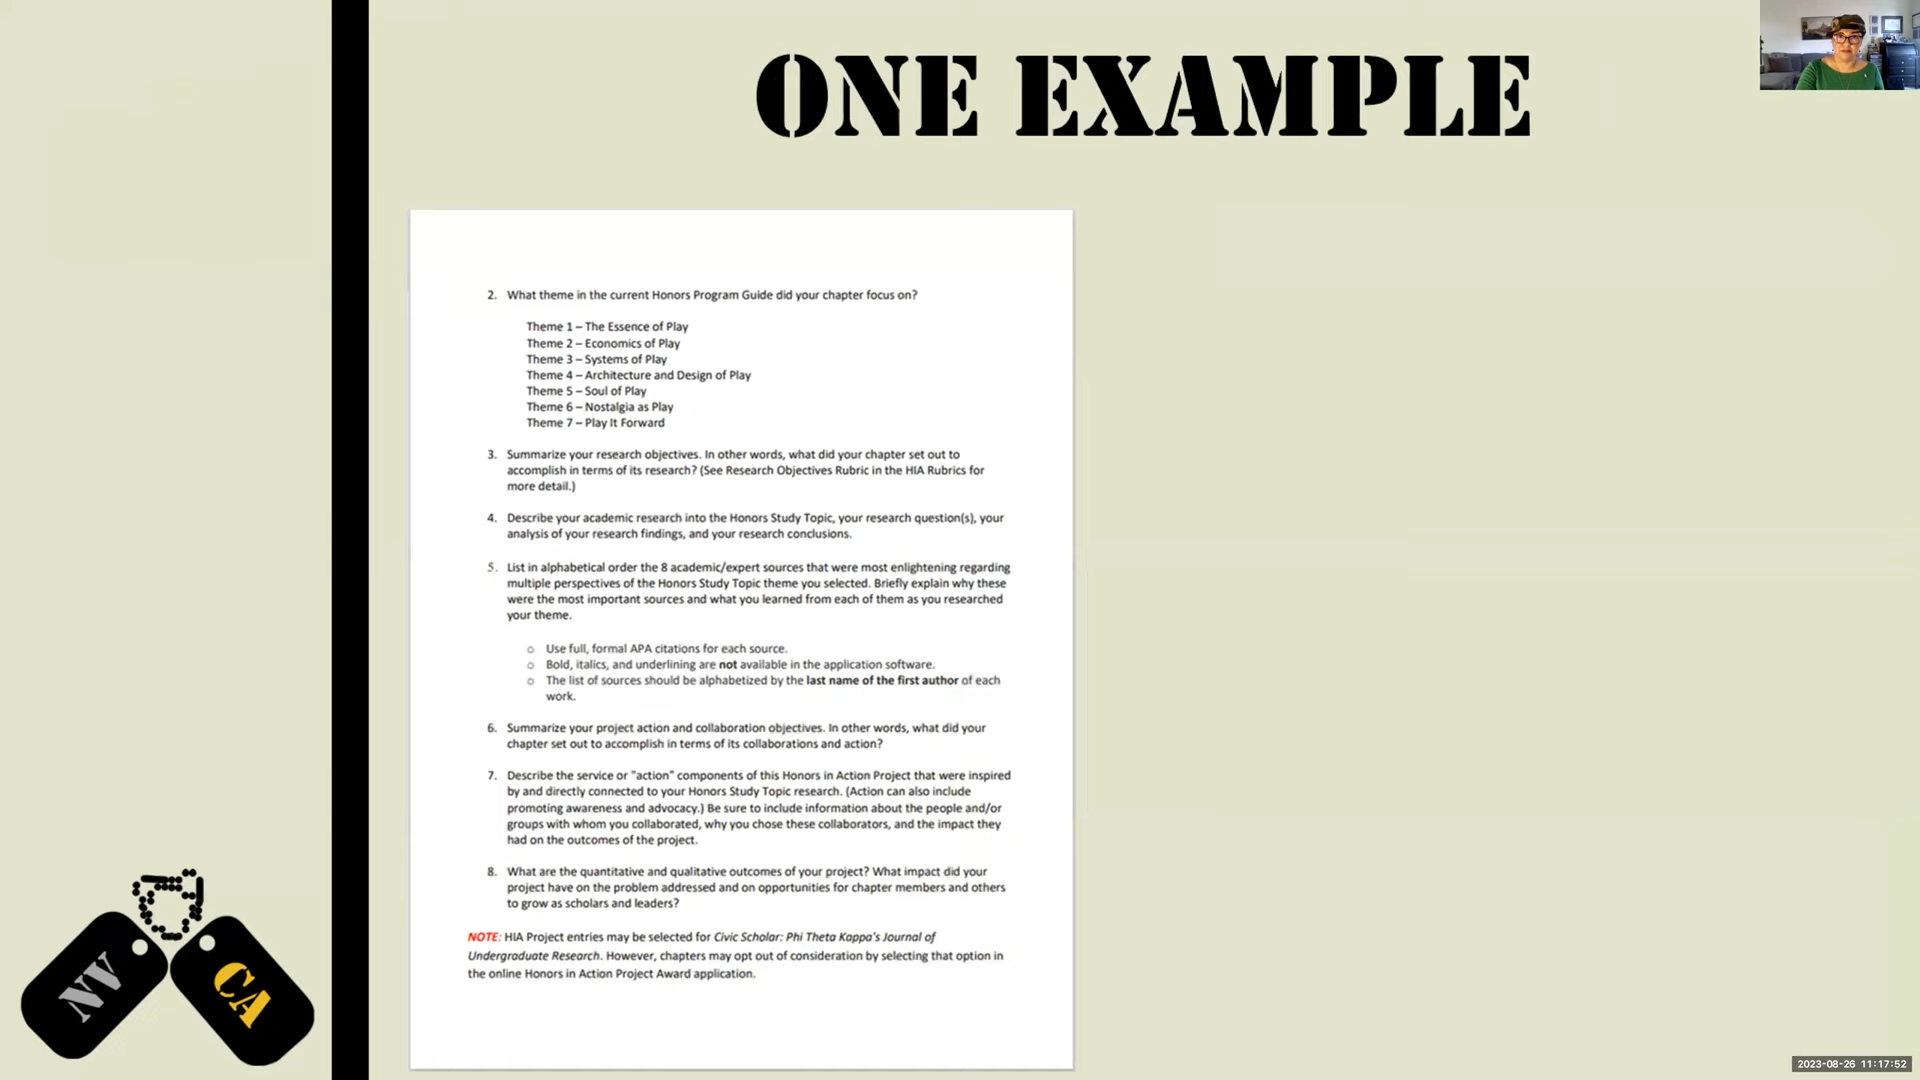 ONE EXAMPLE
2. What theme in the current Honors Program Guide did your chapter focus on?
Theme 1 – The Essence of Play
Theme 2 – Economics of Play
Theme 3 – Systems of Play
Theme 4 – Architecture and Design of Play
Theme 5 – Soul of Play
Theme 6 – Nostalgia as Play
Theme 7 – Play It Forward
3. Summarize your research objectives. In other words, what did your chapter set out to
accomplish in terms of its research? (See Research Objectives Rubric in the HIA Rubrics for
more detail.)
4. Describe your academic research into the Honors Study Topic, your research question(s), your
analysis of your research findings, and your research conclusions.
5. List in alphabetical order the 8 academic/expert sources that were most enlightening regarding
multiple perspectives of the Honors Study Topic theme you selected. Briefly explain why these
were the most important sources and what you learned from each of them as you researched
your theme.
o Use full, formal APA citations for each source.
o Bold, italics, and underlining are not available in the application software.
o The list of sources should be alphabetized by the last name of the first author of each
work.
6. Summarize your project action and collaboration objectives. In other words, what did your
chapter set out to accomplish in terms of its collaborations and action?
7. Describe the service or "action" components of this Honors in Action Project that were inspired
by and directly connected to your Honors Study Topic research. (Action can also include
promoting awareness and advocacy.) Be sure to include information about the people and/or
groups with whom you collaborated, why you chose these collaborators, and the impact they
had on the outcomes of the project.
8. What are the quantitative and qualitative outcomes of your project? What impact did your
project have on the problem addressed and on opportunities for chapter members and others
to grow as scholars and leaders?
NOTE: HIA Project entries may be selected for Civic Scholar: Phi Theta Kappa's Journal of
Undergraduate Research. However, chapters may opt out of consideration by selecting that option in
the online Honors in Action Project Award application.
NV
CA
2023-08-26 11:17:52